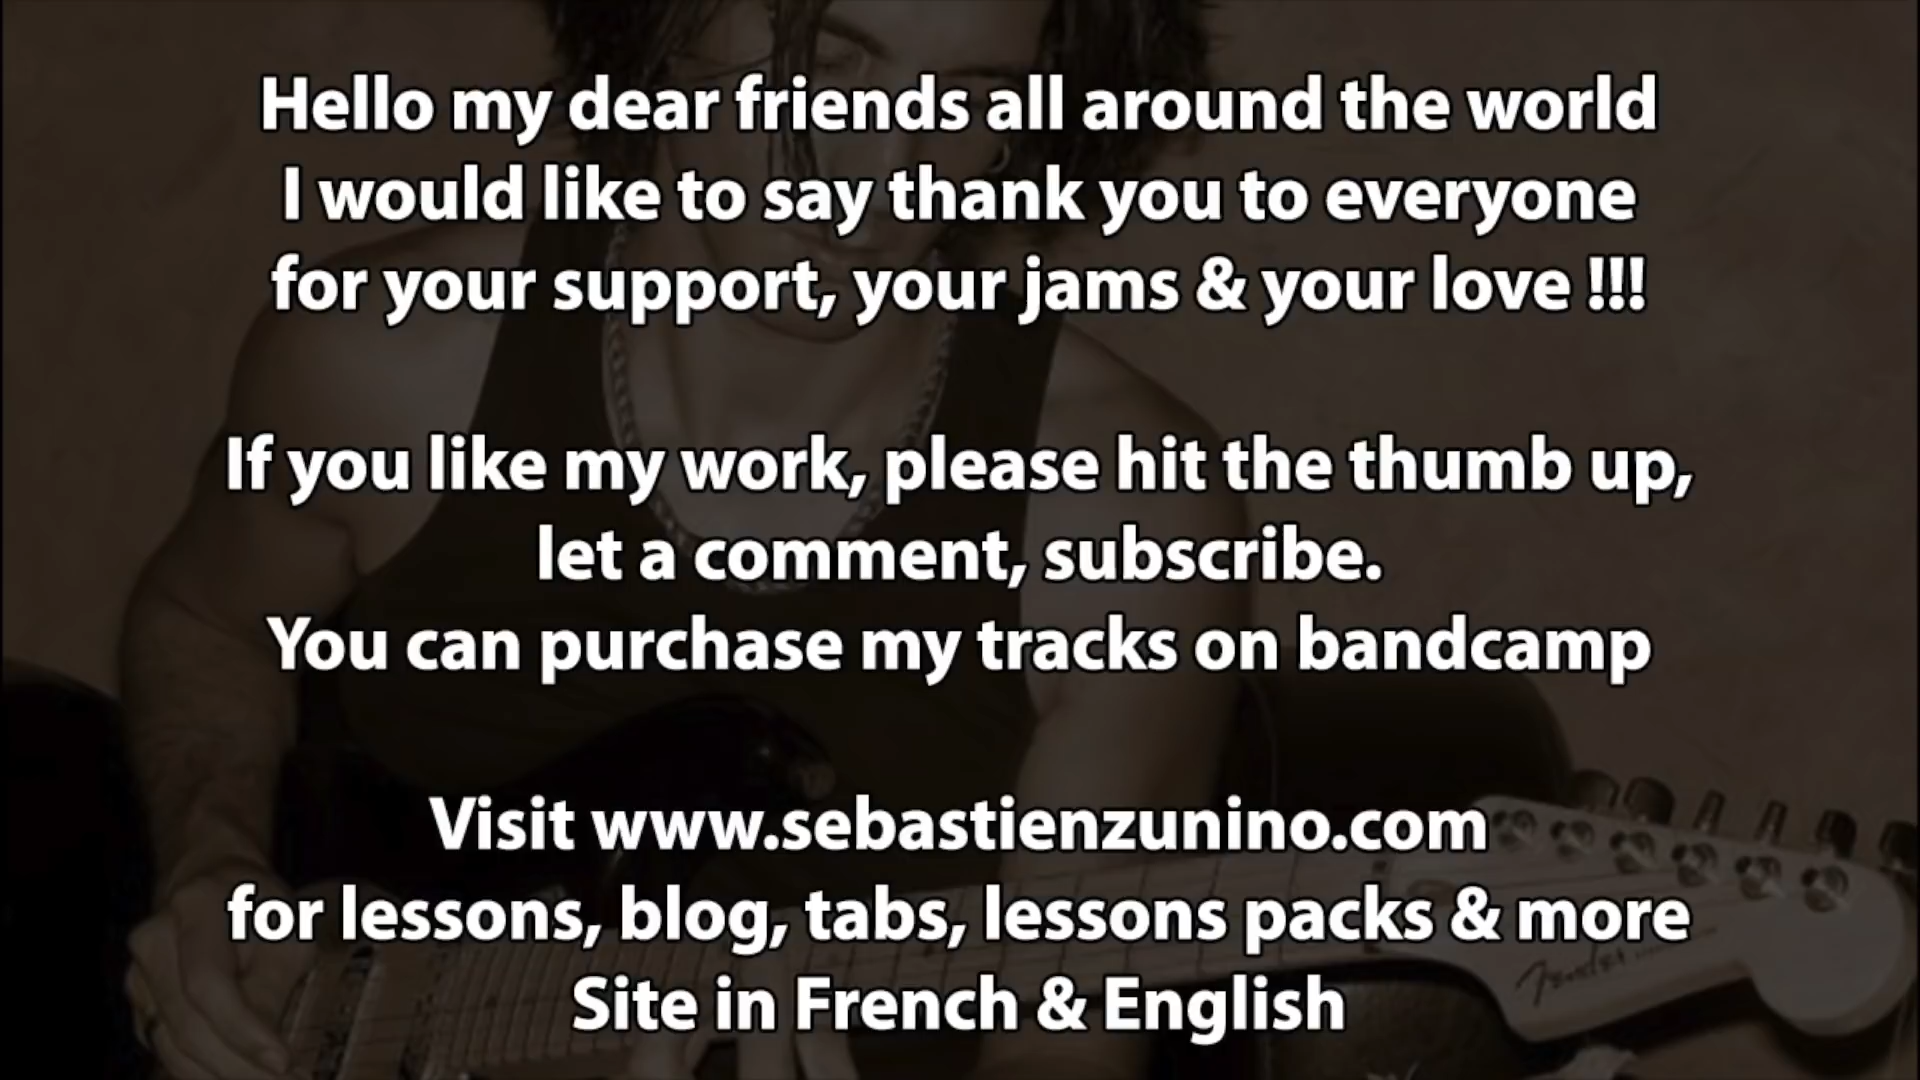 Hello my dear friends all around the world
I would like to say thank you to everyone
for your support, your jams & your love !!!
If you like my work, please hit the thumb up,
let a comment, subscribe.
You can purchase my tracks on bandcamp
Visit www.sebastienzunino.com
for lessons, blog, tabs, lessons packs & more
Site in French & English
Fender